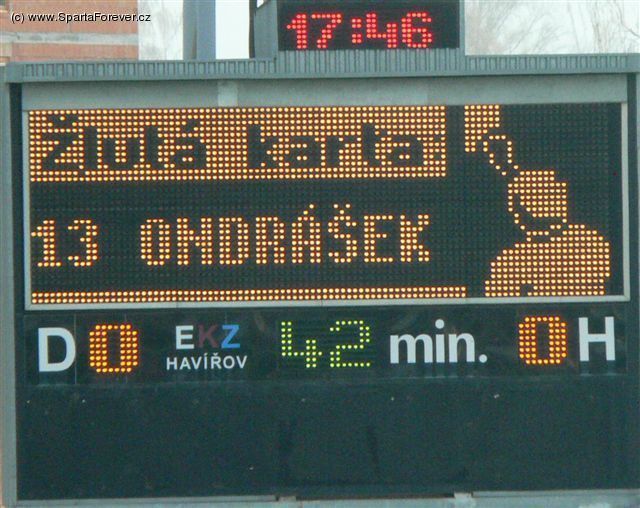 (c) www.SpartaForever.cz
17:46
Žlutá karta
13 ONDRÁŠEK
D 0 EKZ HAVÍŘOV 42 min. 0 H